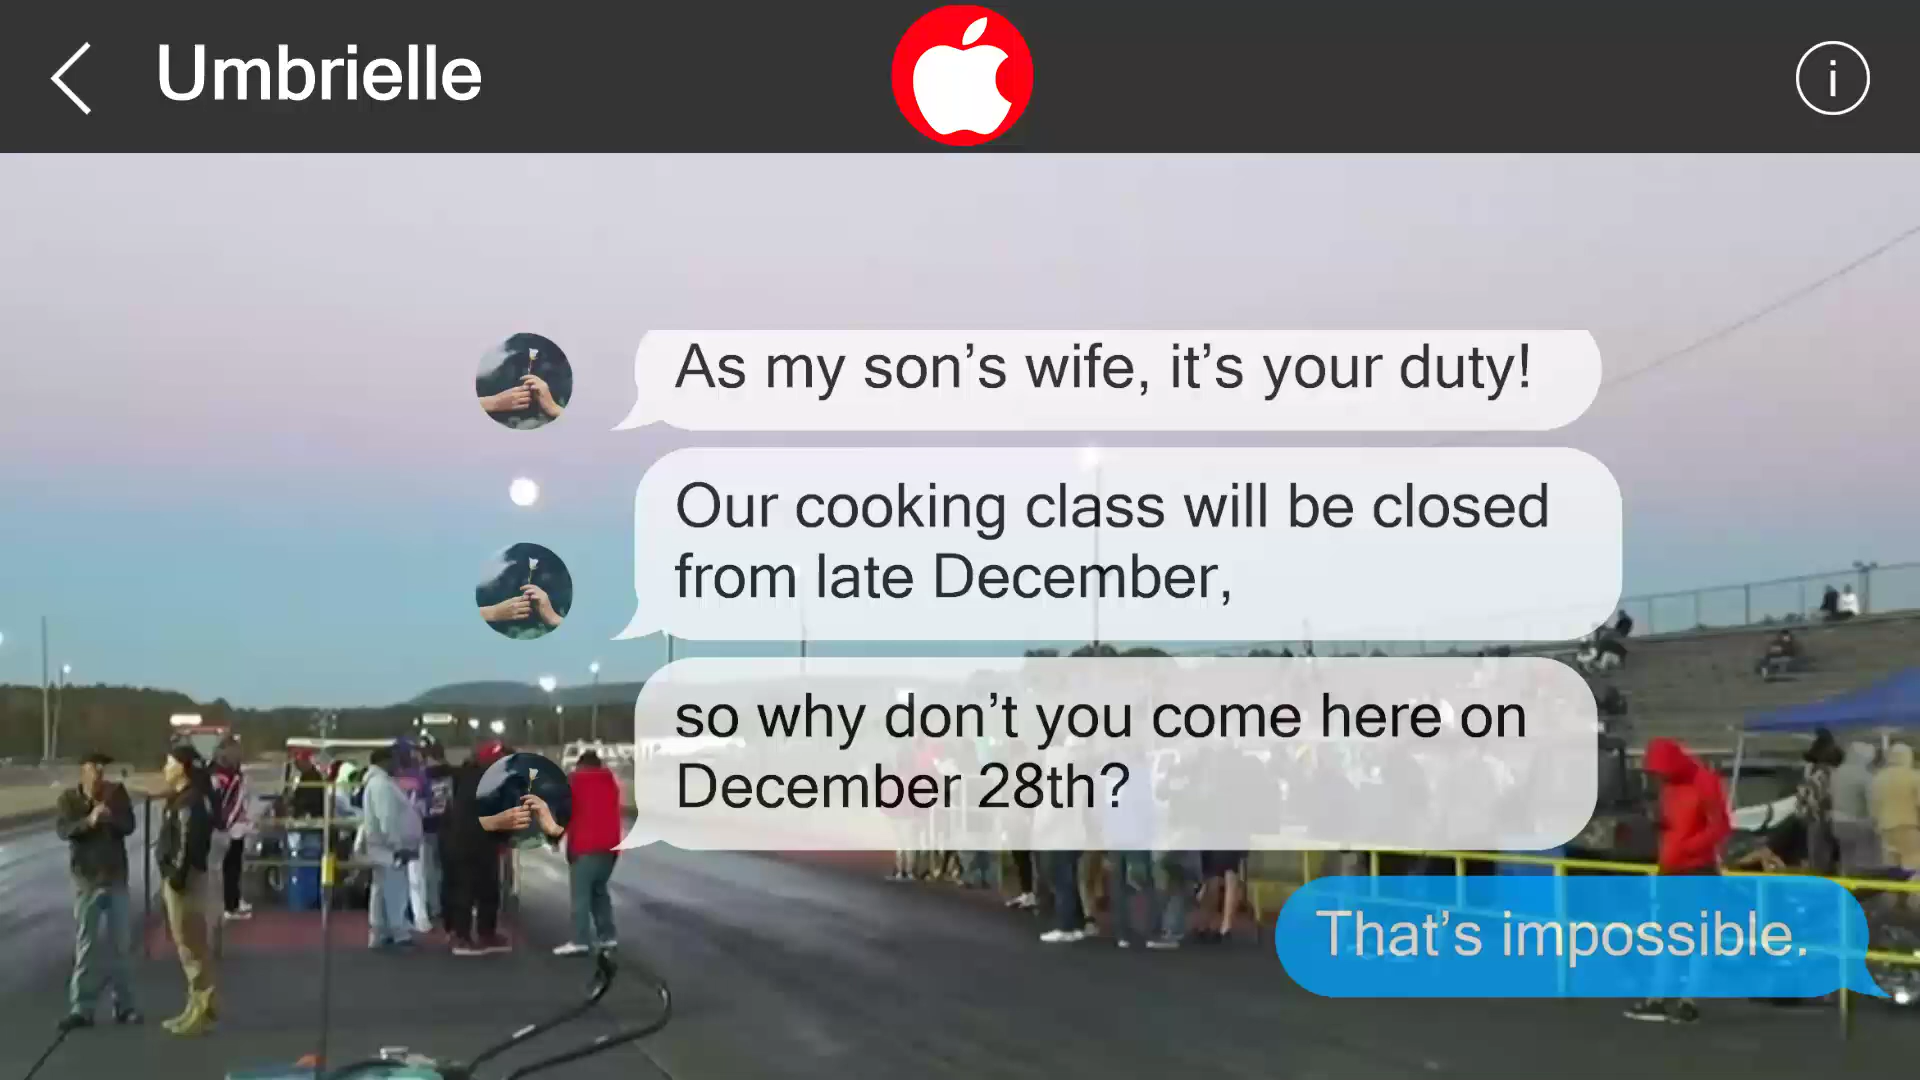 Umbrielle
i
As my son’s wife, it’s your duty!
Our cooking class will be closed
from late December,
so why don’t you come here on
December 28th?
That’s impossible.